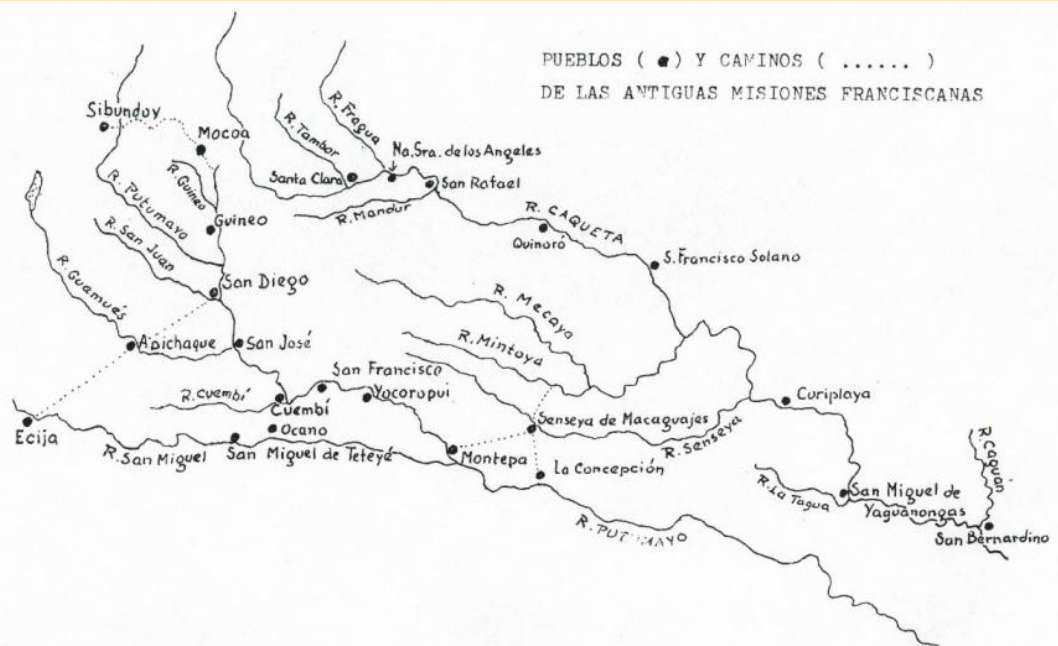 PUEBLOS ( ● ) Y CAMINOS ( ...... )
DE LAS ANTIGUAS MISIONES FRANCISCANAS
Sibundoy
Mocoa
R. Guineo
R. Putumayo
Guineo
R. San Juan
San Diego
R. Guamués
Apichaque
San José
R. Tambor
R. Fragua
Na. Sra. de los Angeles
Santa Clara
San Rafael
R. Mandur
R. CAQUETA
Quinoró
S. Francisco Solano
R. Mecaya
R. Mintoya
San Francisco
Yocoropui
R. Cuembí
Cuembí
Ocano
Ecija
R. San Miguel
San Miguel de Teteyé
Montepa
Senseya de Macaguajes
R. Senseya
La Concepción
R. PUTUMAYO
Curiplaya
R. La Tagua
San Miguel de
Yaguanongas
R. Caguán
San Bernardino